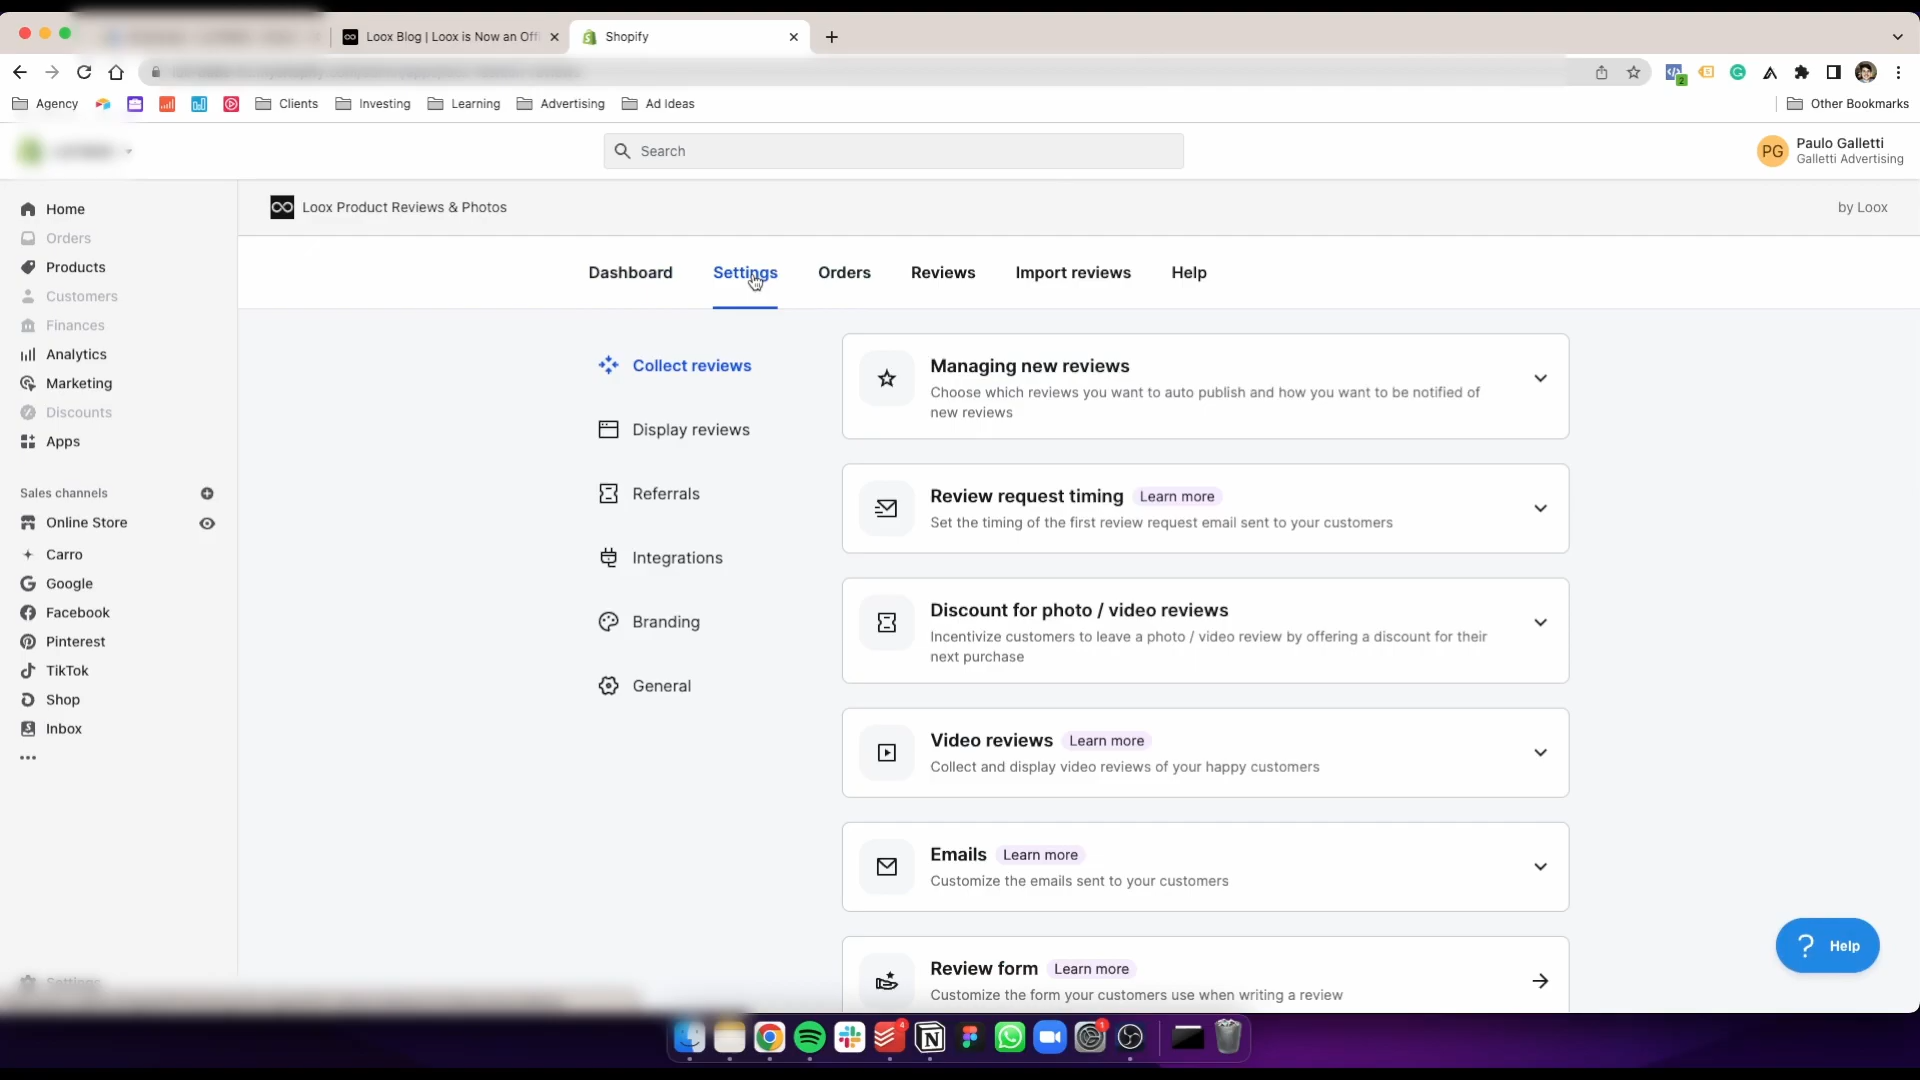 Loox Blog | Loox is Now an Offi
Shopify
Agency
Clients
Investing
Learning
Advertising
Ad Ideas
Other Bookmarks
Search
PG
Paulo Galletti
Galletti Advertising
Home
Orders
Products
Customers
Finances
Analytics
Marketing
Discounts
Apps
Sales channels
Online Store
Carro
Google
Facebook
Pinterest
TikTok
Shop
Inbox
Settings
Loox Product Reviews & Photos
by Loox
Dashboard
Settings
Orders
Reviews
Import reviews
Help
Collect reviews
Display reviews
Referrals
Integrations
Branding
General
Managing new reviews
Choose which reviews you want to auto publish and how you want to be notified of
new reviews
Review request timing Learn more
Set the timing of the first review request email sent to your customers
Discount for photo / video reviews
Incentivize customers to leave a photo / video review by offering a discount for their
next purchase
Video reviews Learn more
Collect and display video reviews of your happy customers
Emails Learn more
Customize the emails sent to your customers
Review form Learn more
Customize the form your customers use when writing a review
? Help
4
1